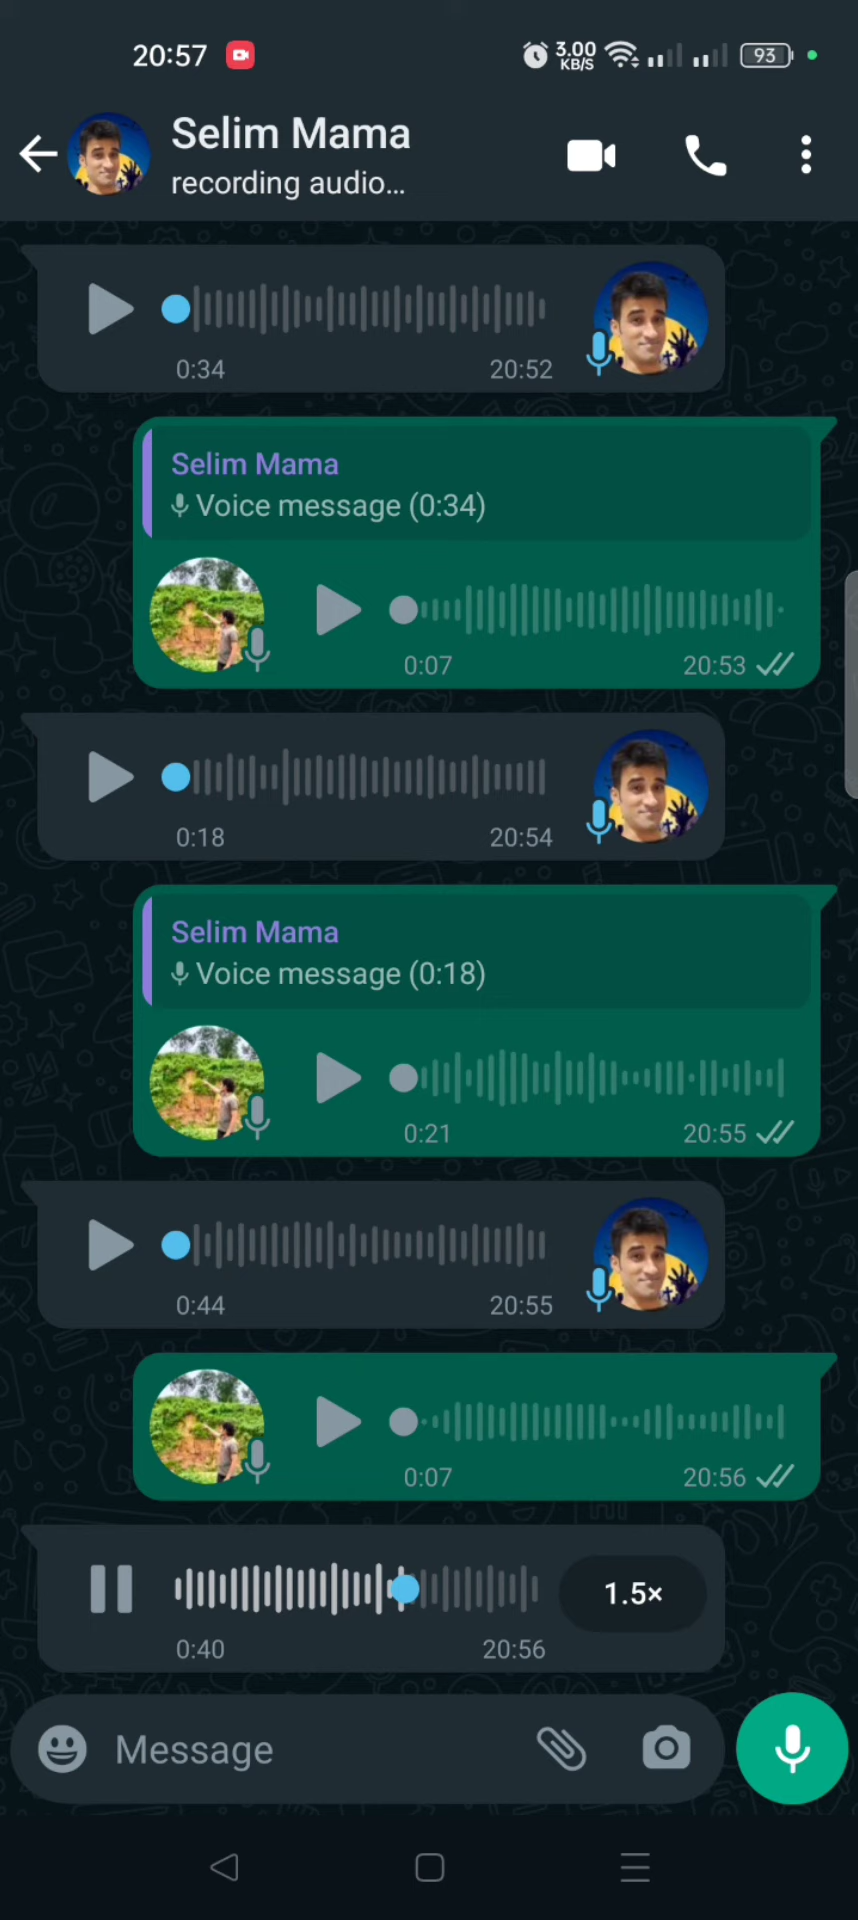 20:57 3.00 KB/S 93
Selim Mama
recording audio...
0:34 20:52
Selim Mama
Voice message (0:34)
0:07 20:53
0:18 20:54
Selim Mama
Voice message (0:18)
0:21 20:55
0:44 20:55
0:07 20:56
1.5×
0:40 20:56
Message